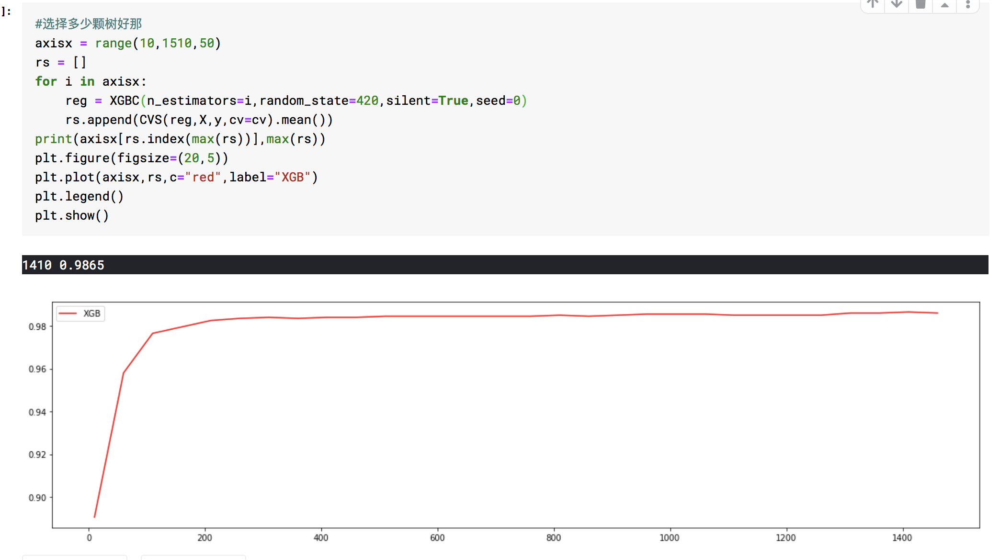 ]:
#选择多少颗树好那
axisx = range(10,1510,50)
rs = []
for i in axisx:
    reg = XGBC(n_estimators=i,random_state=420,silent=True,seed=0)
    rs.append(CVS(reg,X,y,cv=cv).mean())
print(axisx[rs.index(max(rs))],max(rs))
plt.figure(figsize=(20,5))
plt.plot(axisx,rs,c="red",label="XGB")
plt.legend()
plt.show()
1410 0.9865
XGB
0.98
0.96
0.94
0.92
0.90
0 200 400 600 800 1000 1200 1400